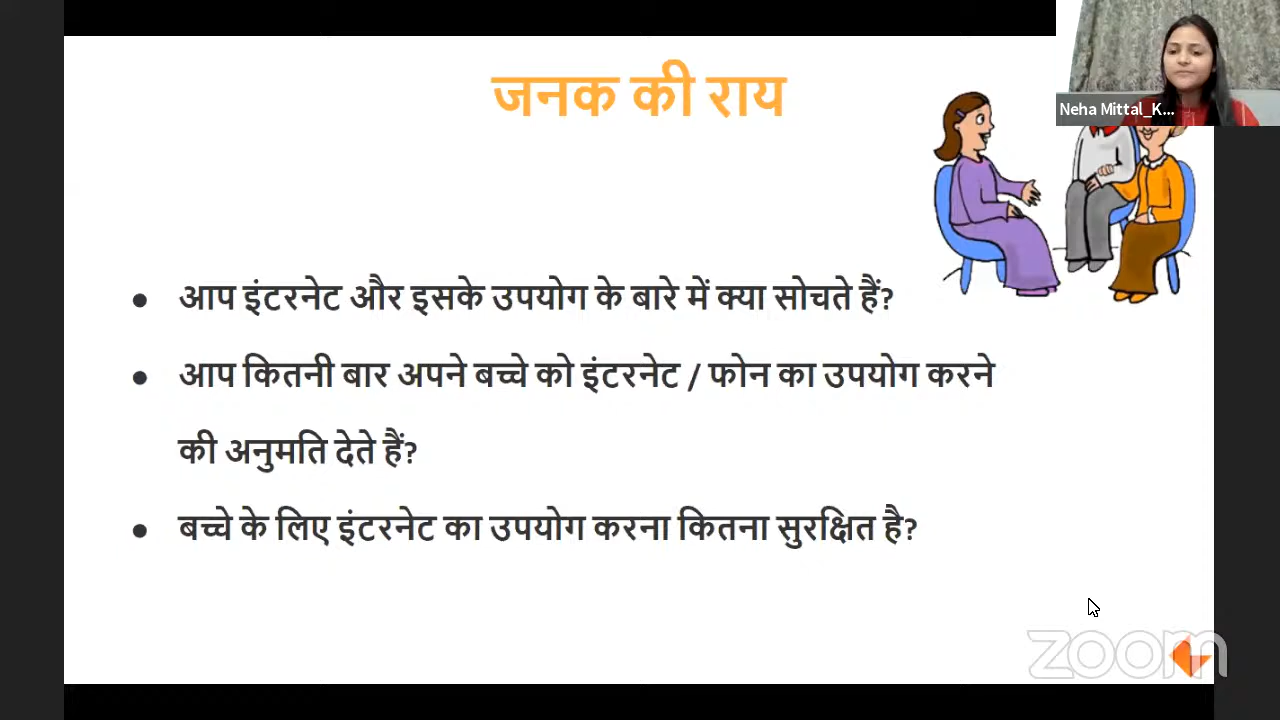 जनक की राय
Neha Mittal_K...
● आप इंटरनेट और इसके उपयोग के बारे में क्या सोचते हैं?
● आप कितनी बार अपने बच्चे को इंटरनेट / फोन का उपयोग करने
की अनुमति देते हैं?
● बच्चे के लिए इंटरनेट का उपयोग करना कितना सुरक्षित है?
zoom